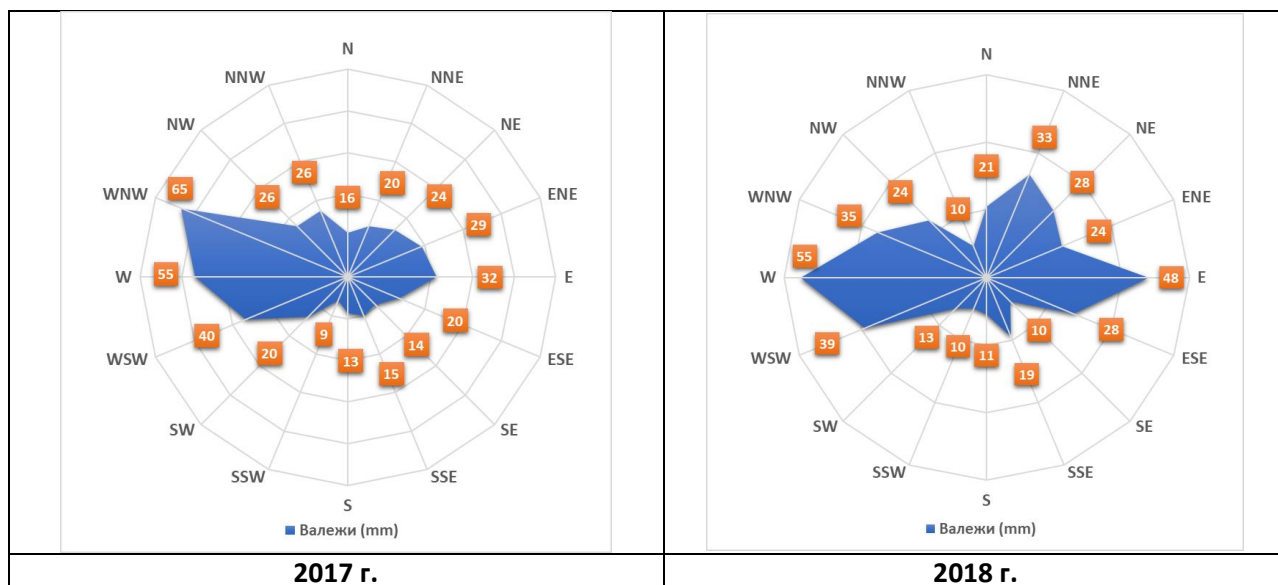 N
NNW NNE
NW NE
WNW ENE
W E
WSW ESE
SW SE
SSW SSE
S
65 26 26 16 20 24 29
55 32
40 20 9 13 15 14 20
Валежи (mm)
2017 г.
N
NNW NNE
NW NE
WNW ENE
W E
WSW ESE
SW SE
SSW SSE
S
35 24 10 21 33 28 24
55 48
39 13 10 11 19 10 28
Валежи (mm)
2018 г.